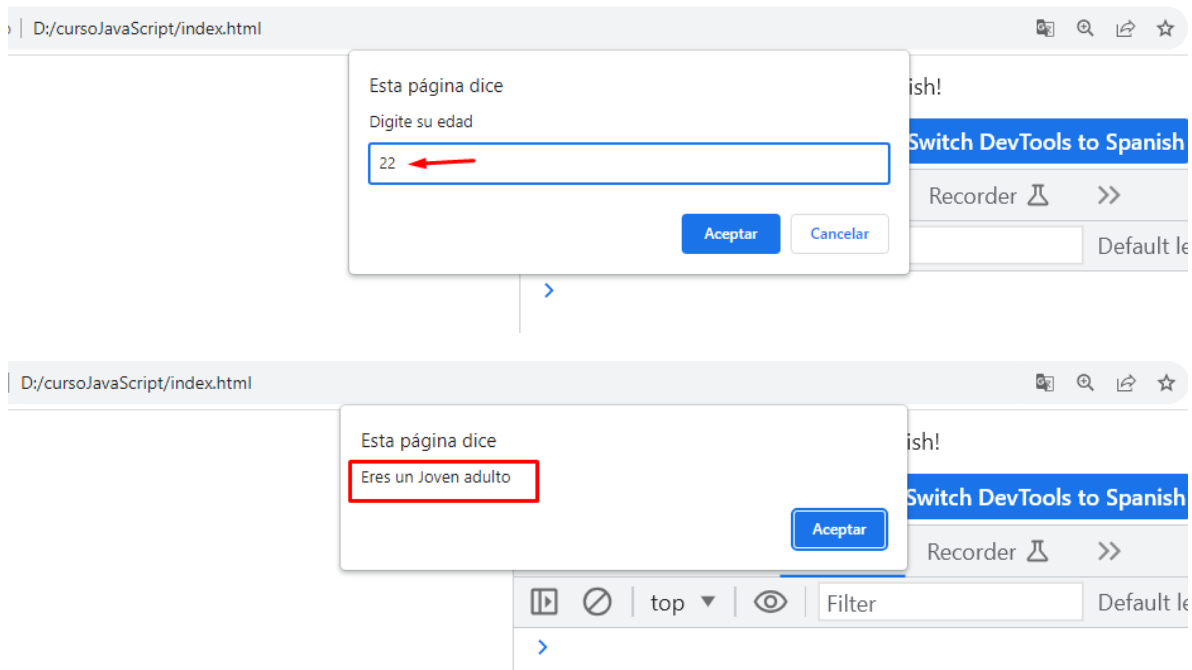 D:/cursoJavaScript/index.html
Esta página dice
ish!
Digite su edad
Switch DevTools to Spanish
22
Recorder
Aceptar
Cancelar
Default le
D:/cursoJavaScript/index.html
Esta página dice
ish!
Eres un Joven adulto
Switch DevTools to Spanish
Aceptar
Recorder
top
Filter
Default le